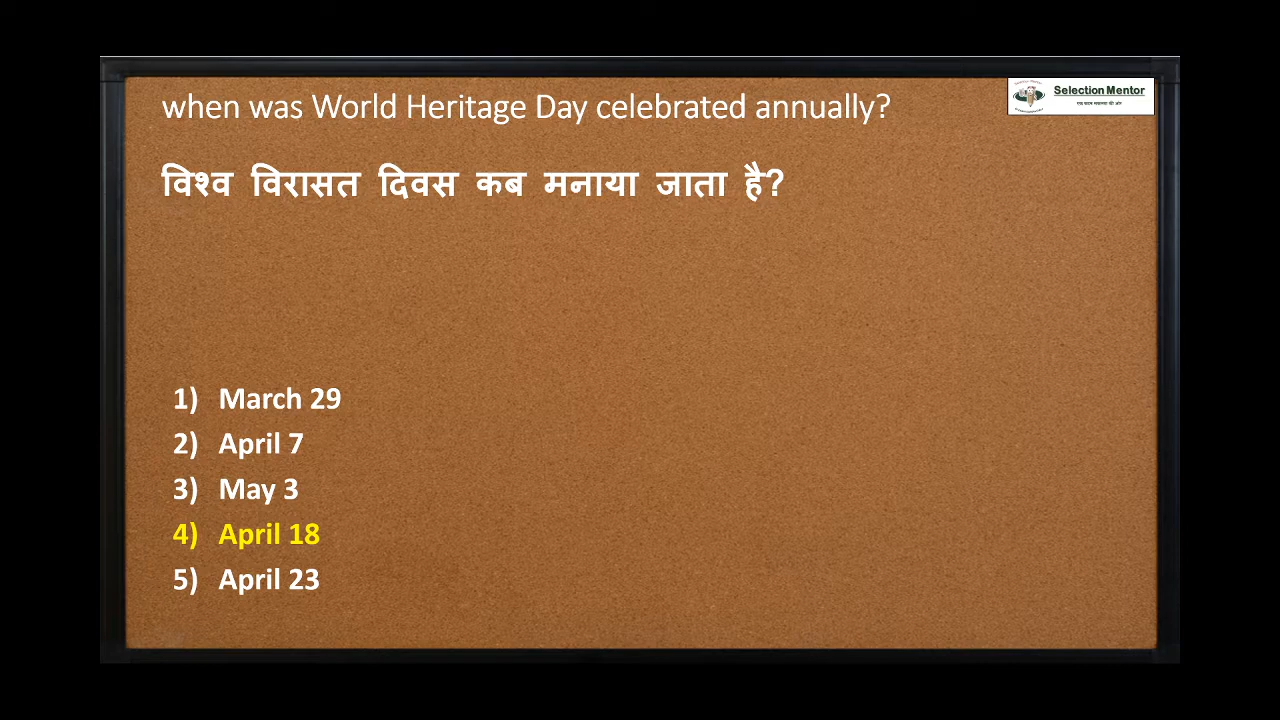 when was World Heritage Day celebrated annually?
Selection Mentor
विश्व विरासत दिवस कब मनाया जाता है?
1) March 29
2) April 7
3) May 3
4) April 18
5) April 23